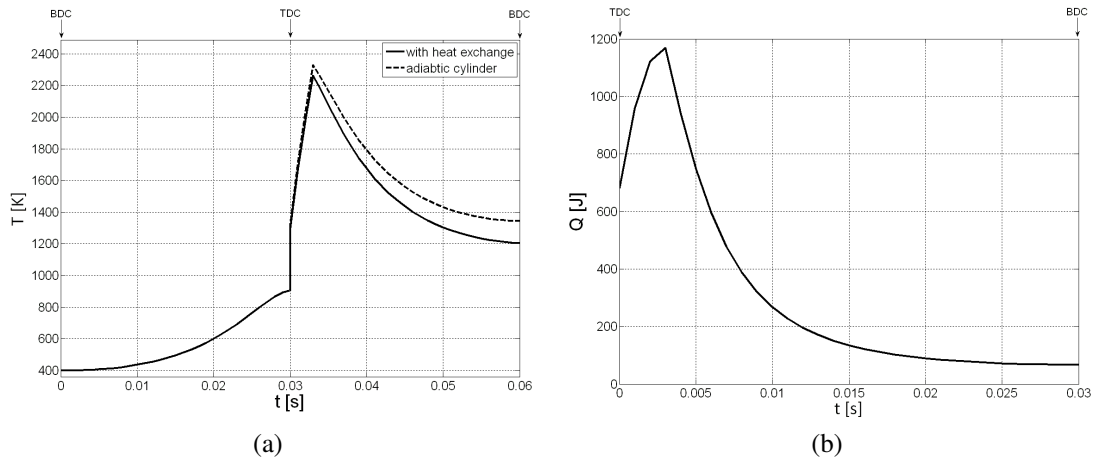 BDC
TDC
BDC
2400
2200
2000
1800
1600
1400
1200
1000
800
600
400
T [K]
with heat exchange
adiabtic cylinder
0
0.01
0.02
0.03
0.04
0.05
0.06
t [s]
(a)
TDC
BDC
1200
1000
800
600
400
200
0
Q [J]
0
0.005
0.01
0.015
0.02
0.025
0.03
t [s]
(b)